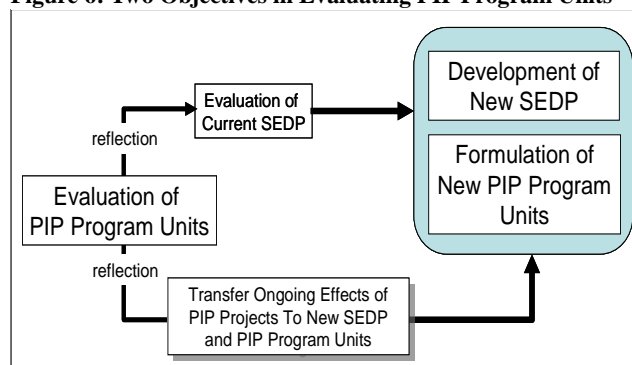 Figure 6: Two Objectives in Evaluating PIP Program Units
Evaluation of
Current SEDP
reflection
Evaluation of
PIP Program Units
reflection
Transfer Ongoing Effects of
PIP Projects To New SEDP
and PIP Program Units
Development of
New SEDP
Formulation of
New PIP Program
Units